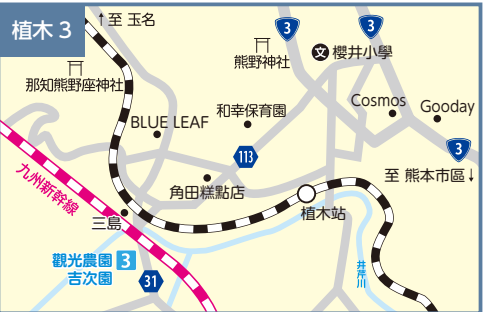 植木 3
↑至 玉名
3
3
熊野神社
文 櫻井小學
那知熊野座神社
BLUE LEAF
和幸保育園
Cosmos
Gooday
113
3
九州新幹線
角田糕點店
至 熊本市區↓
三島
植木站
觀光農園 3
吉次園
31
井芹川